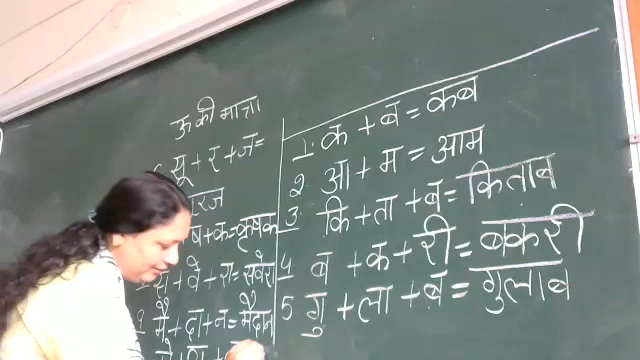 ऊ की मात्रा
सू + र + ज =
रज
ष + क = कृषक
वे + रा = सवेरा
मै + दा + न = मैदान
1. क + ब = कब
2 आ + म = आम
3. कि + ता + ब = किताब
4 ब + क + री = बकरी
5 गु + ला + ब = गुलाब